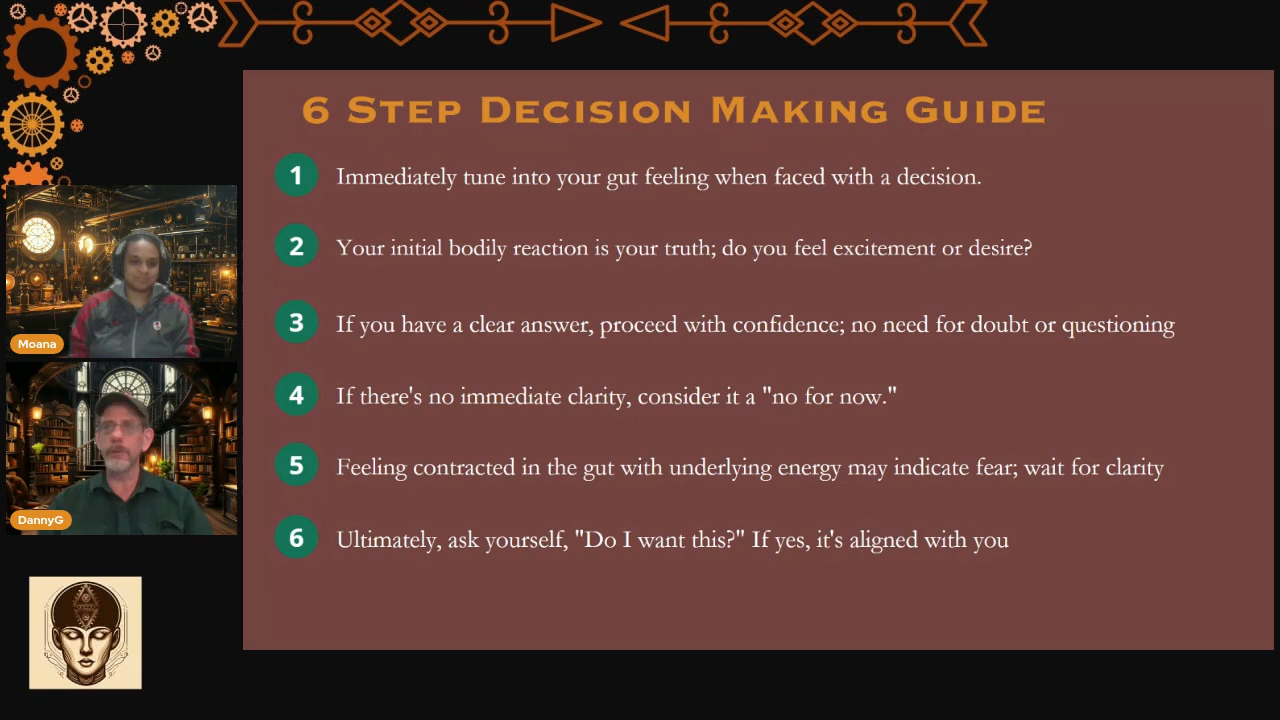 6 Step Decision Making Guide
1 Immediately tune into your gut feeling when faced with a decision.
2 Your initial bodily reaction is your truth; do you feel excitement or desire?
3 If you have a clear answer, proceed with confidence; no need for doubt or questioning
4 If there's no immediate clarity, consider it a "no for now."
5 Feeling contracted in the gut with underlying energy may indicate fear; wait for clarity
6 Ultimately, ask yourself, "Do I want this?" If yes, it's aligned with you
Moana
DannyG